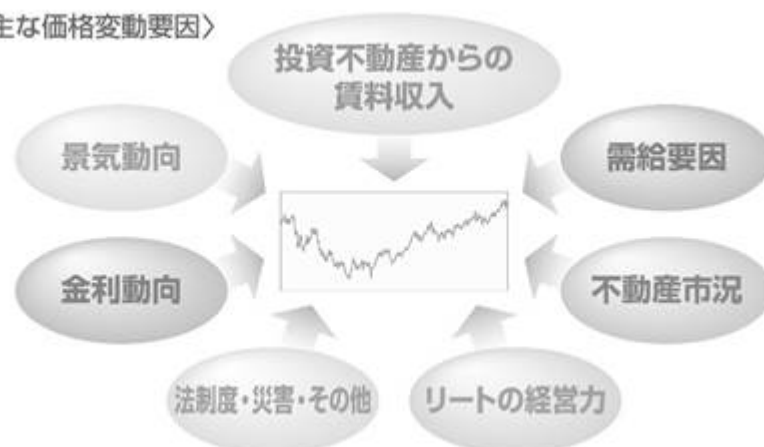 主な価格変動要因〉
投資不動産からの
賃料収入
景気動向
需給要因
金利動向
不動産市況
法制度・災害・その他
リートの経営力